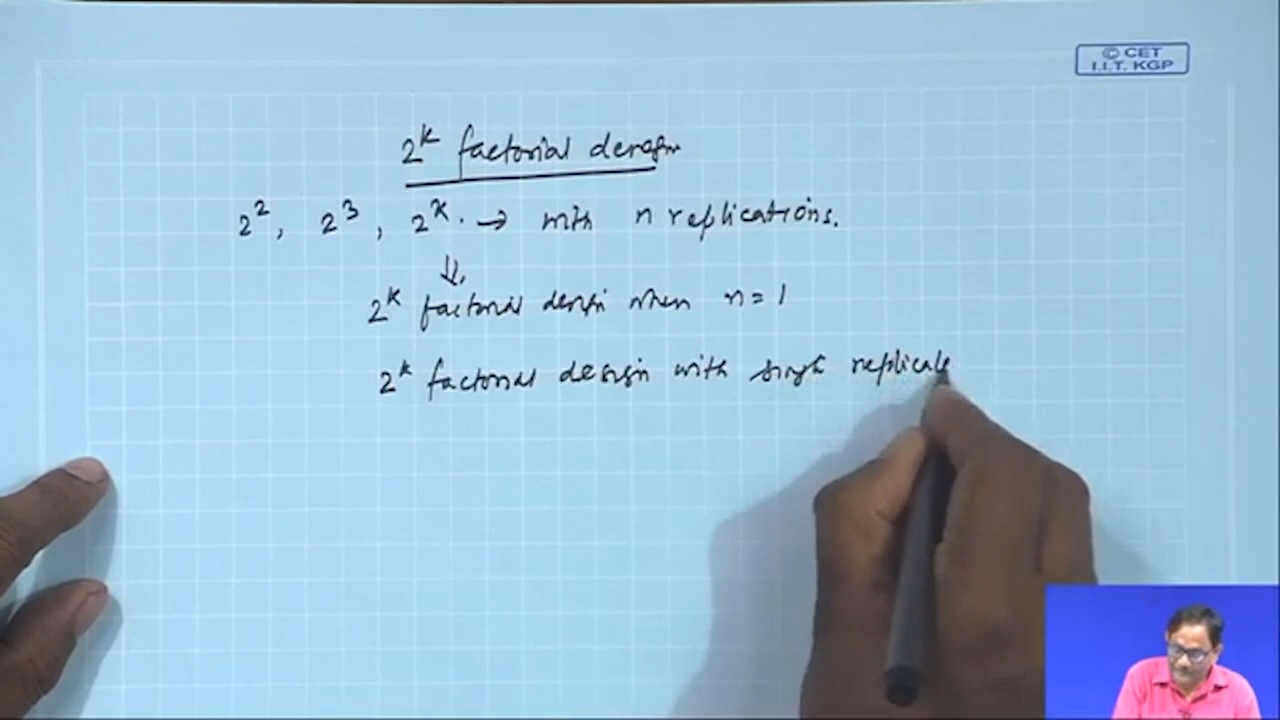 © CET
I.I.T. KGP
2^k factorial design
2^2, 2^3, 2^k. → with n replications.
⇓
2^k factorial design when n = 1
2^k factorial design with single replicate